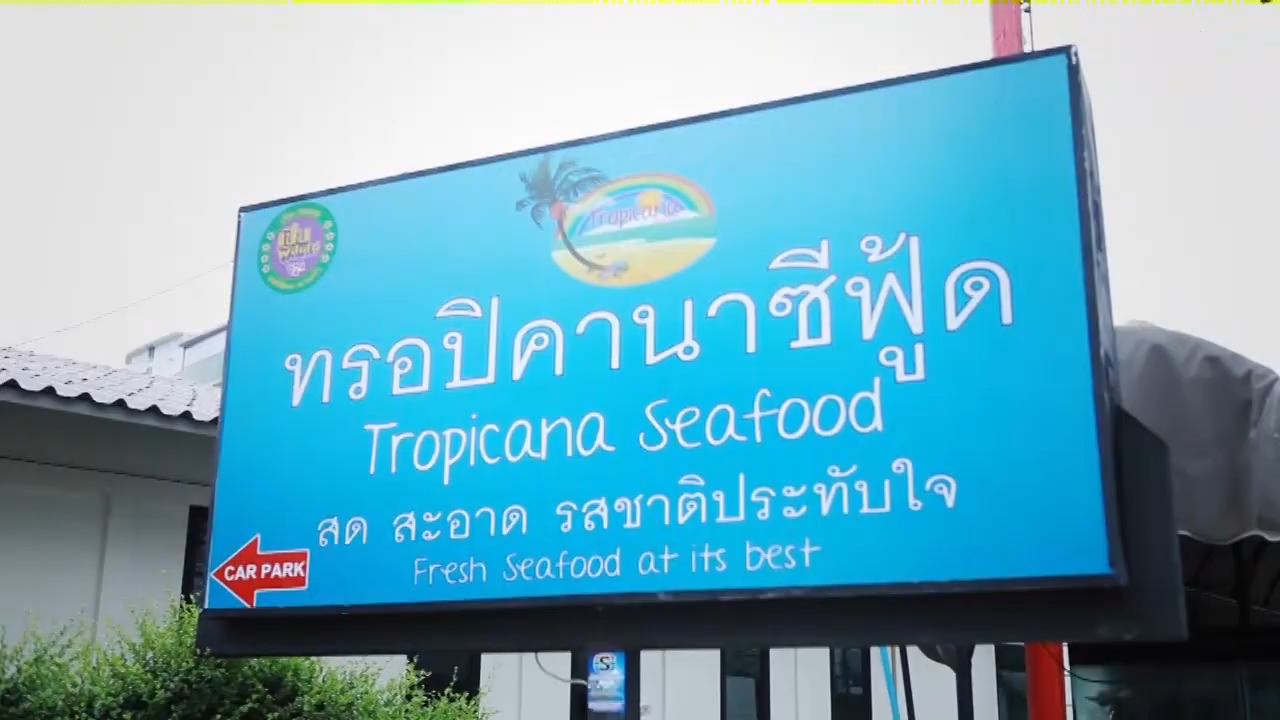 Tropicana
ทรอปิคานาซีฟู้ด
Tropicana Seafood
สด สะอาด รสชาติประทับใจ
Fresh Seafood at its best
CAR PARK